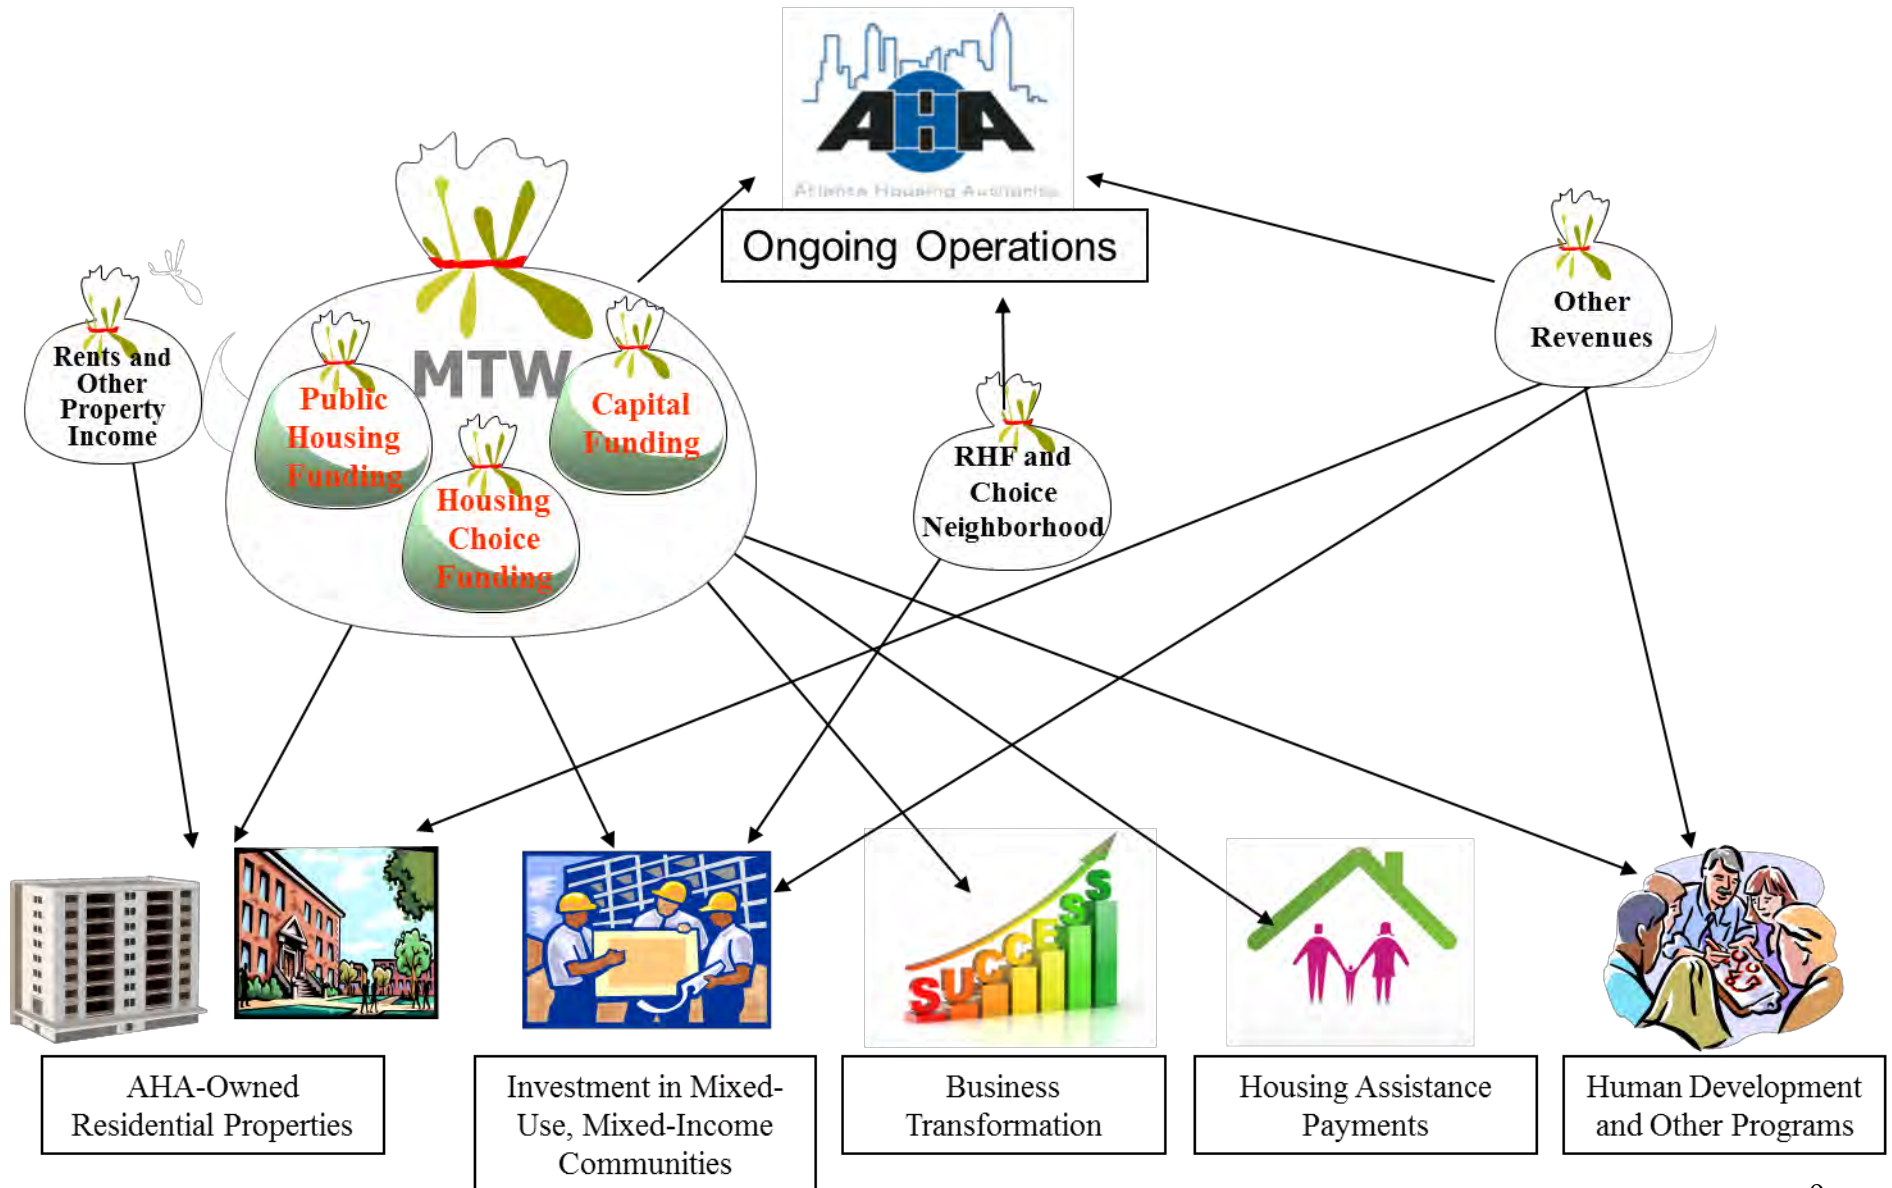 AHA
Atlanta Housing Authority
Ongoing Operations
Rents and
Other
Property
Income
MTW
Public
Housing
Funding
Capital
Funding
Housing
Choice
Funding
RHF and
Choice
Neighborhood
Other
Revenues
SUCCESS
AHA-Owned
Residential Properties
Investment in Mixed-
Use, Mixed-Income
Communities
Business
Transformation
Housing Assistance
Payments
Human Development
and Other Programs